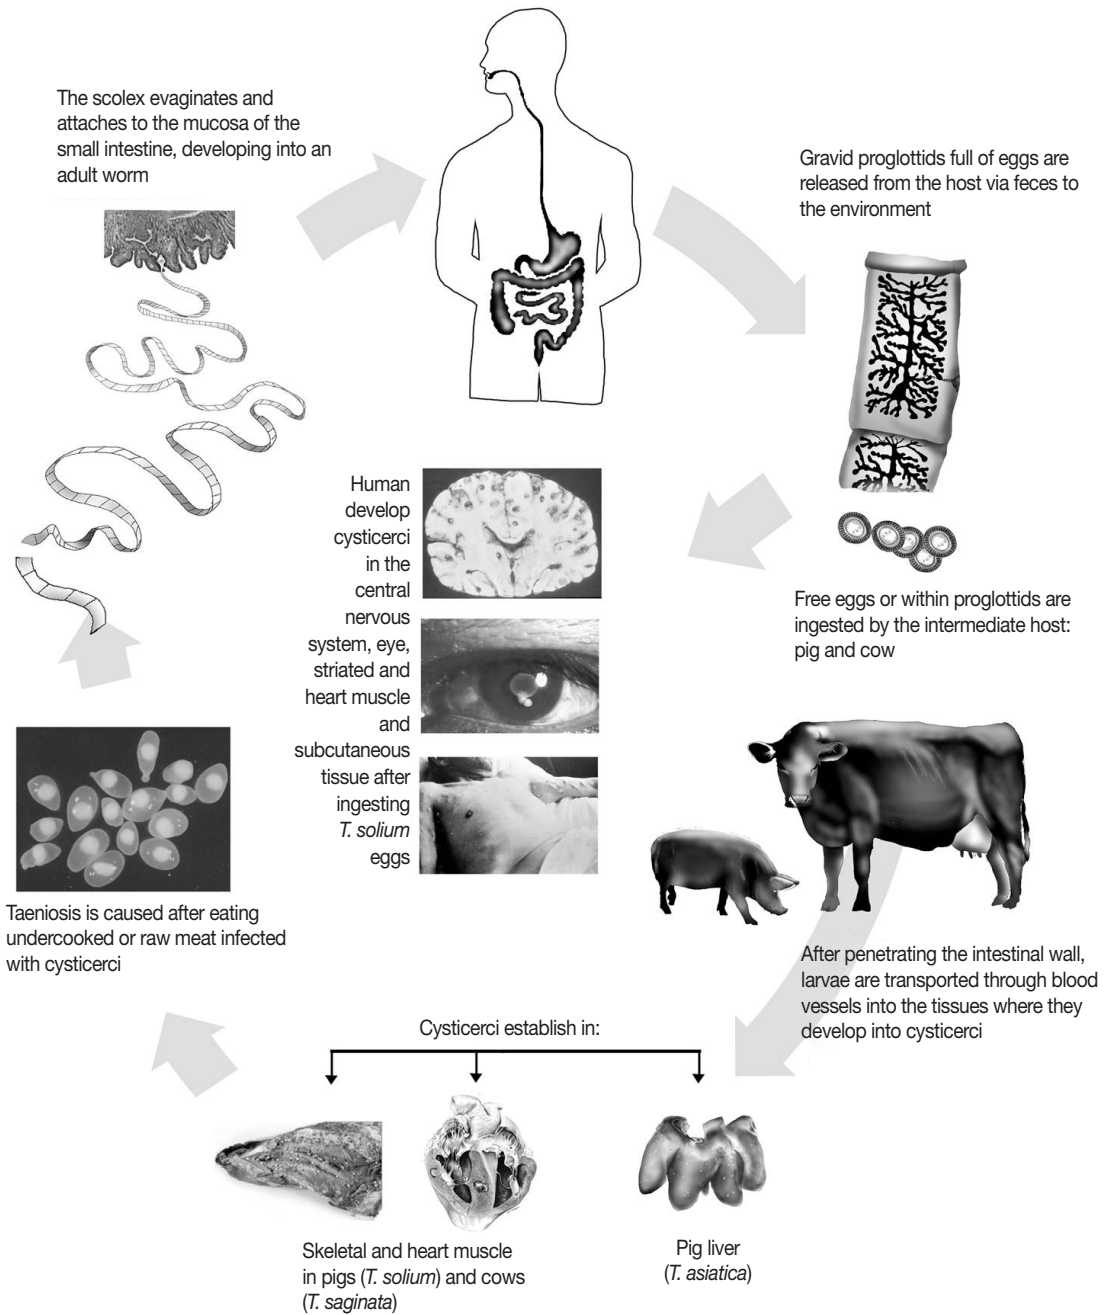 The scolex evaginates and
attaches to the mucosa of the
small intestine, developing into an
adult worm
Gravid proglottids full of eggs are
released from the host via feces to
the environment
Human
develop
cysticerci
in the
central
nervous
system, eye,
striated and
heart muscle
and
subcutaneous
tissue after
ingesting
T. solium
eggs
Free eggs or within proglottids are
ingested by the intermediate host:
pig and cow
Taeniosis is caused after eating
undercooked or raw meat infected
with cysticerci
After penetrating the intestinal wall,
larvae are transported through blood
vessels into the tissues where they
develop into cysticerci
Cysticerci establish in:
Skeletal and heart muscle
in pigs (T. solium) and cows
(T. saginata)
Pig liver
(T. asiatica)